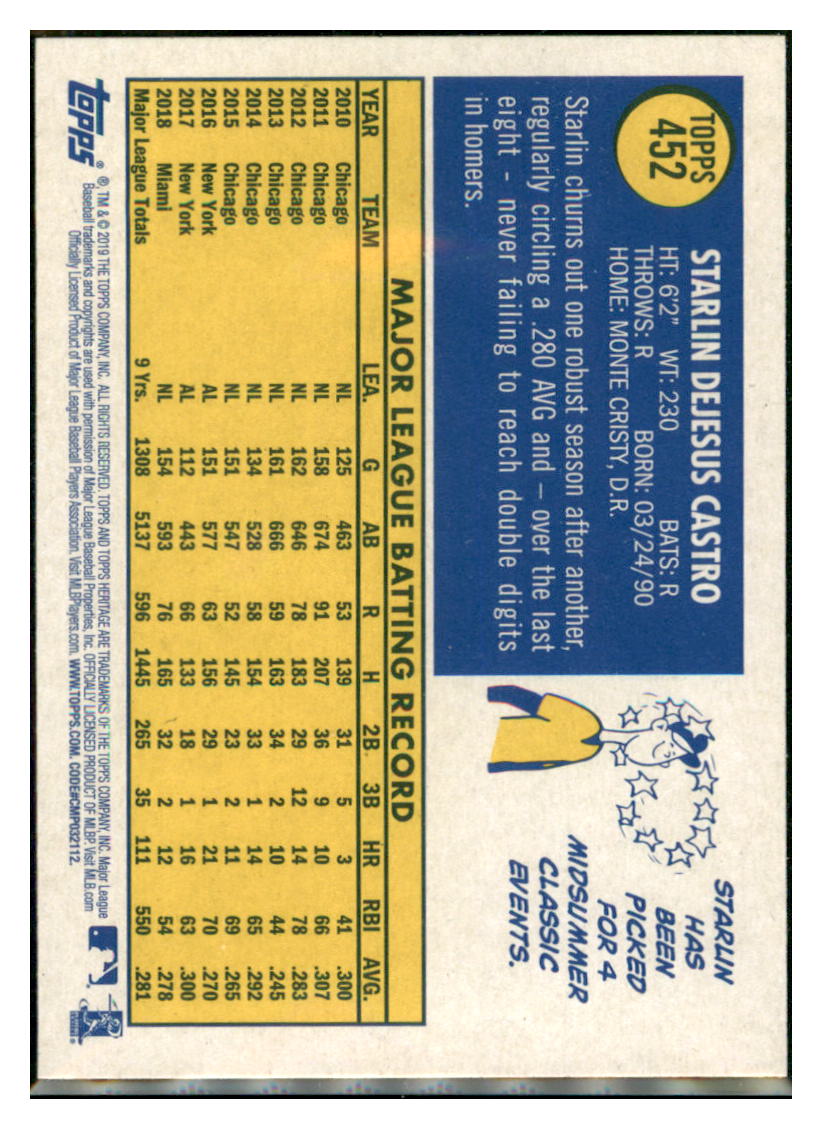 TOPPS
452
STARLIN DEJESUS CASTRO
HT: 6'2" WT: 230 BATS: R
THROWS: R BORN: 03/24/90
HOME: MONTE CRISTY, D.R.
Starlin churns out one robust season after another,
regularly circling a .280 AVG and – over the last
eight - never failing to reach double digits
in homers.
STARLIN
HAS
BEEN
PICKED
FOR 4
MIDSUMMER
CLASSIC
EVENTS.
MAJOR LEAGUE BATTING RECORD
YEAR TEAM LEA. G AB R H 2B 3B HR RBI AVG.
2010 Chicago NL 125 463 53 139 31 5 3 41 .300
2011 Chicago NL 158 674 91 207 36 9 10 66 .307
2012 Chicago NL 162 646 78 183 29 12 14 78 .283
2013 Chicago NL 161 666 59 163 34 2 10 44 .245
2014 Chicago NL 134 528 58 154 33 1 14 65 .292
2015 Chicago NL 151 547 52 145 23 2 11 69 .265
2016 New York AL 151 577 63 156 29 1 21 70 .270
2017 New York AL 112 443 66 133 18 1 16 63 .300
2018 Miami NL 154 593 76 165 32 2 12 54 .278
Major League Totals 9 Yrs. 1308 5137 596 1445 265 35 111 550 .281
topps®
®, TM & © 2019 THE TOPPS COMPANY, INC. ALL RIGHTS RESERVED. TOPPS AND TOPPS HERITAGE ARE TRADEMARKS OF THE TOPPS COMPANY, INC. Major League
Baseball trademarks and copyrights are used with permission of Major League Baseball Properties, Inc. OFFICIALLY LICENSED PRODUCT OF MLBP. Visit MLB.com
Officially Licensed Product of Major League Baseball Players Association. Visit MLBPlayers.com. WWW.TOPPS.COM. CODE#CMP032112.